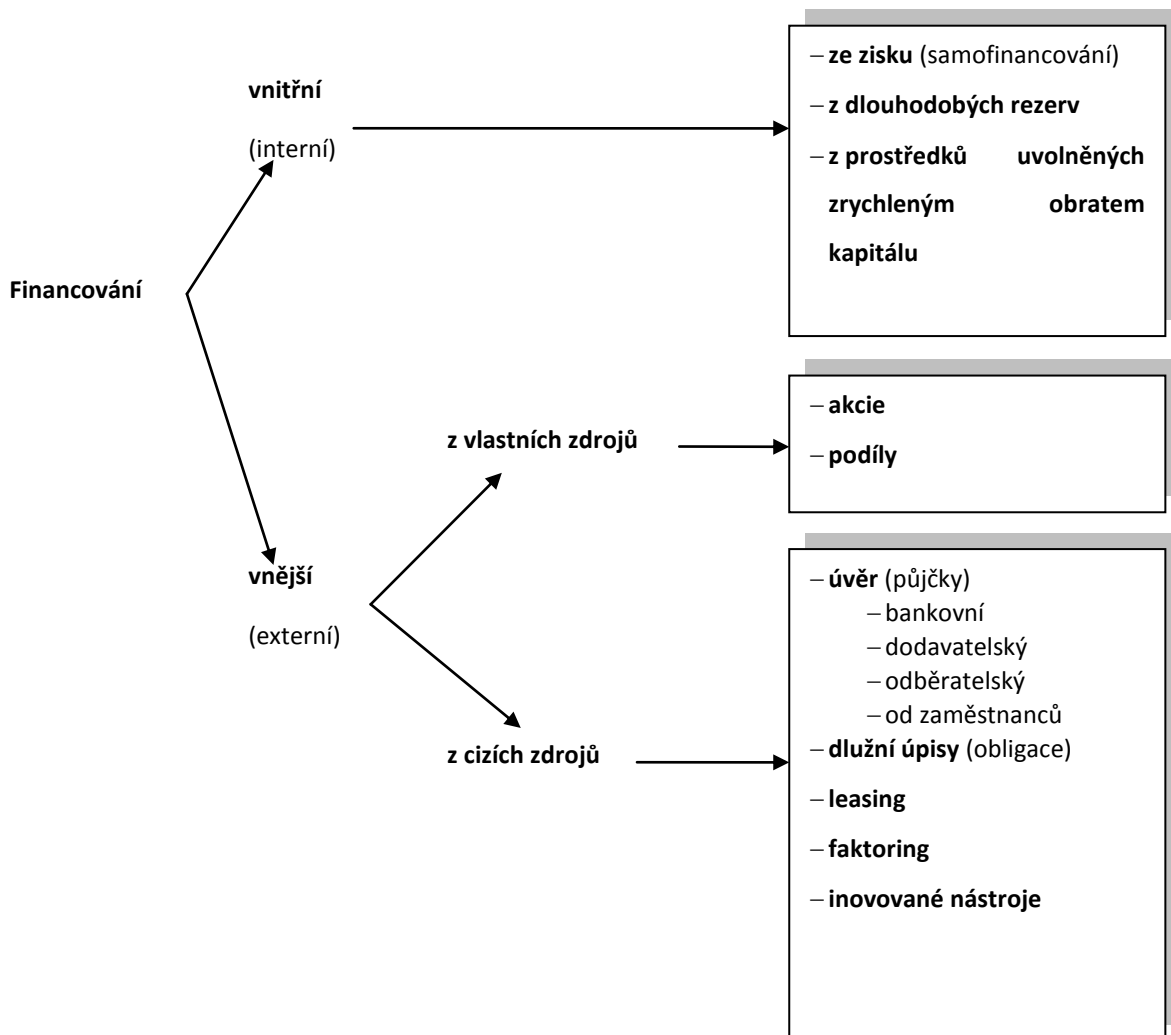 Financování
vnitřní
(interní)
– ze zisku (samofinancování)
– z dlouhodobých rezerv
– z prostředků uvolněných
zrychleným obratem
kapitálu
vnější
(externí)
z vlastních zdrojů
– akcie
– podíly
z cizích zdrojů
– úvěr (půjčky)
– bankovní
– dodavatelský
– odběratelský
– od zaměstnanců
– dlužní úpisy (obligace)
– leasing
– faktoring
– inovované nástroje